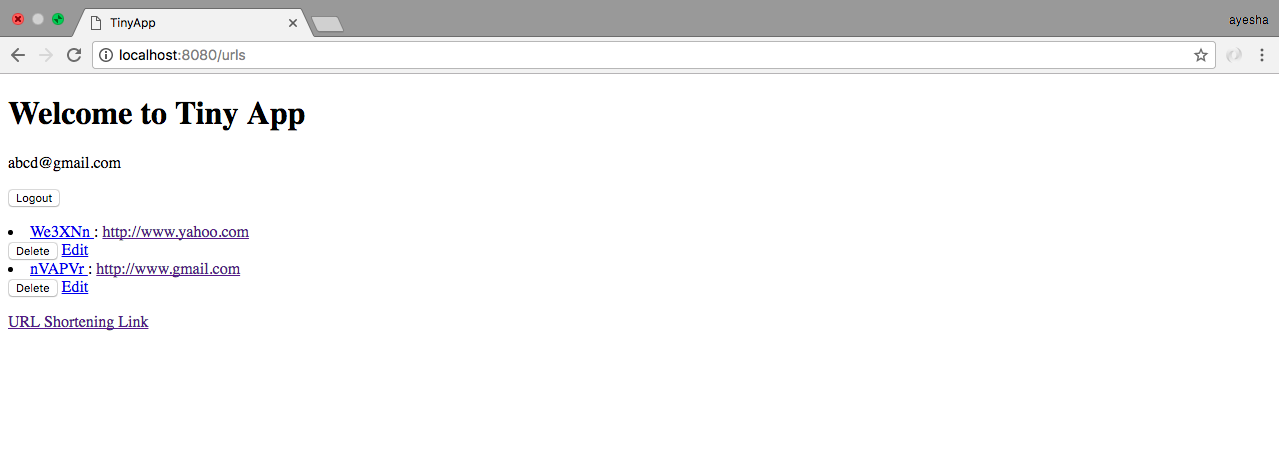 TinyApp
ayesha
localhost:8080/urls
Welcome to Tiny App
abcd@gmail.com
Logout
We3XNn : http://www.yahoo.com
Delete Edit
nVAPVr : http://www.gmail.com
Delete Edit
URL Shortening Link